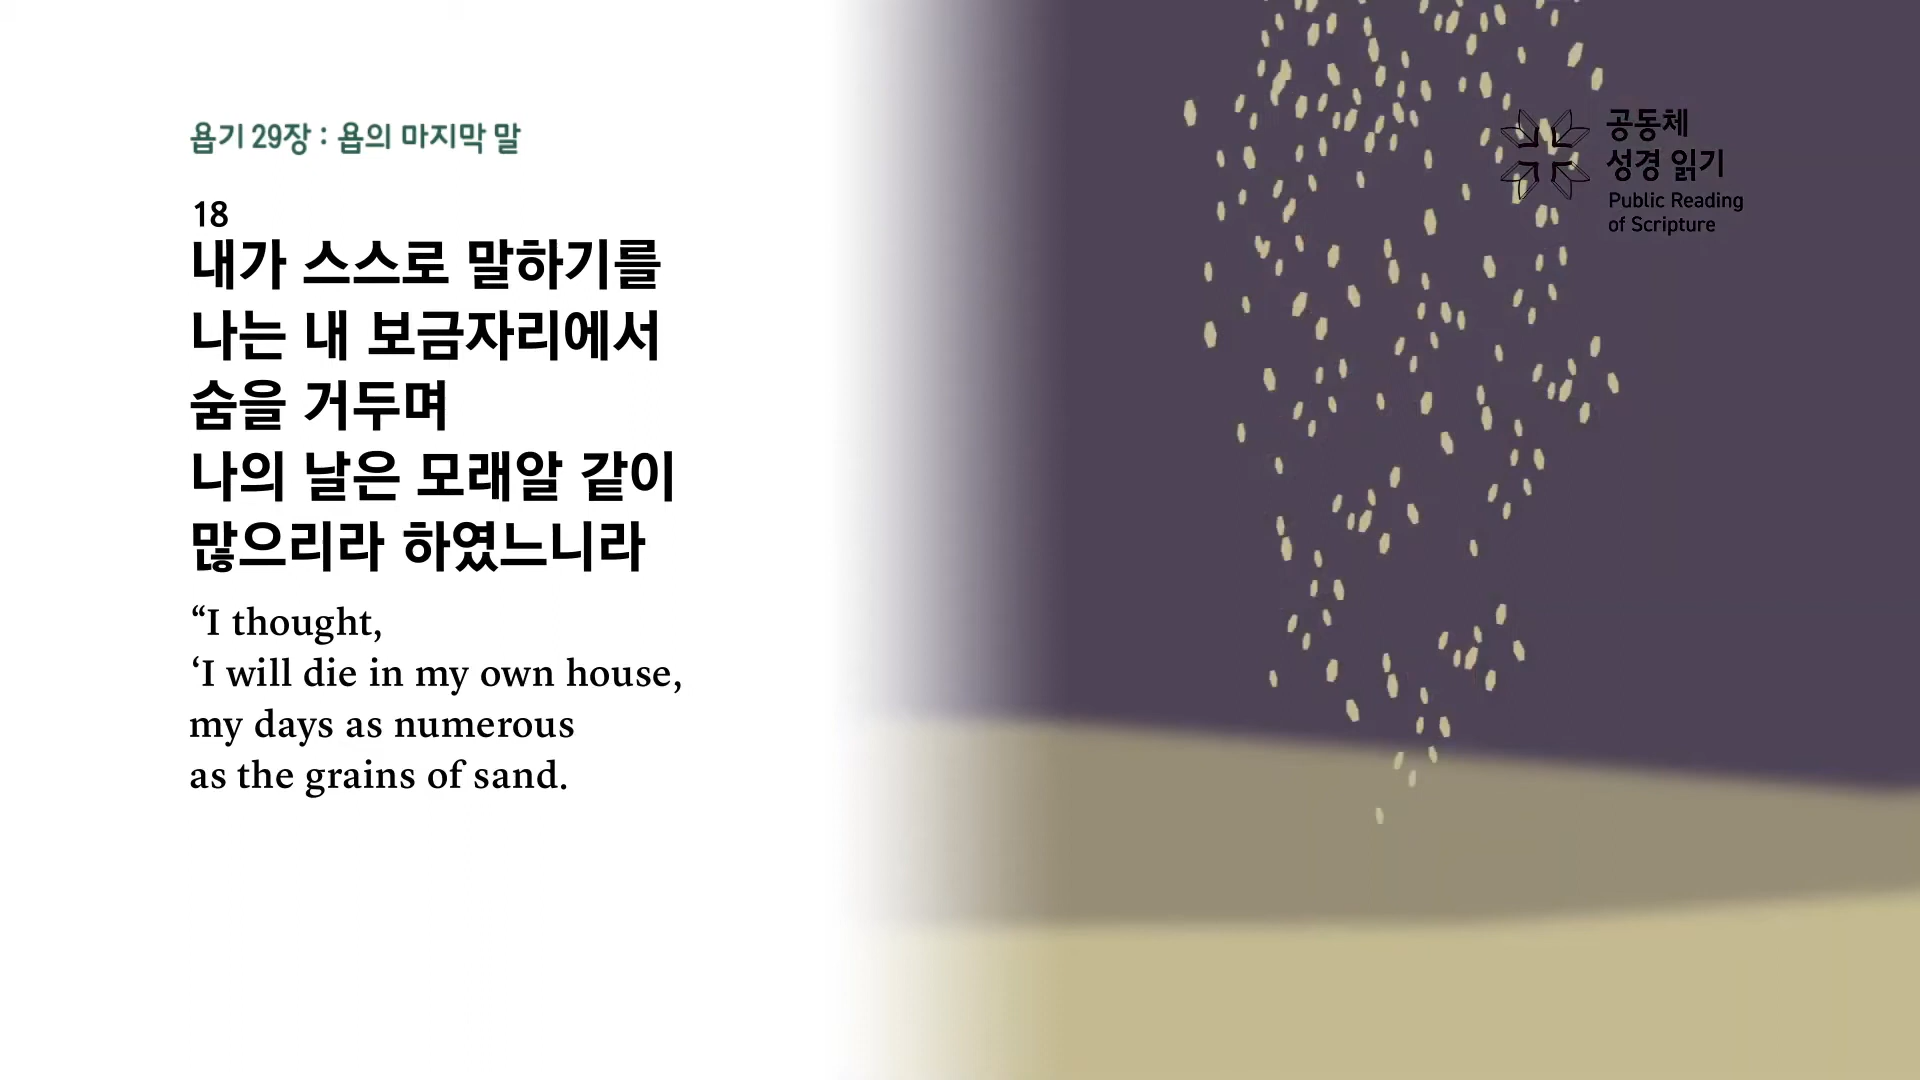 욥기 29장 : 욥의 마지막 말
18
내가 스스로 말하기를
나는 내 보금자리에서
숨을 거두며
나의 날은 모래알 같이
많으리라 하였느니라
“I thought,
‘I will die in my own house,
my days as numerous
as the grains of sand.
공동체
성경 읽기
Public Reading
of Scripture